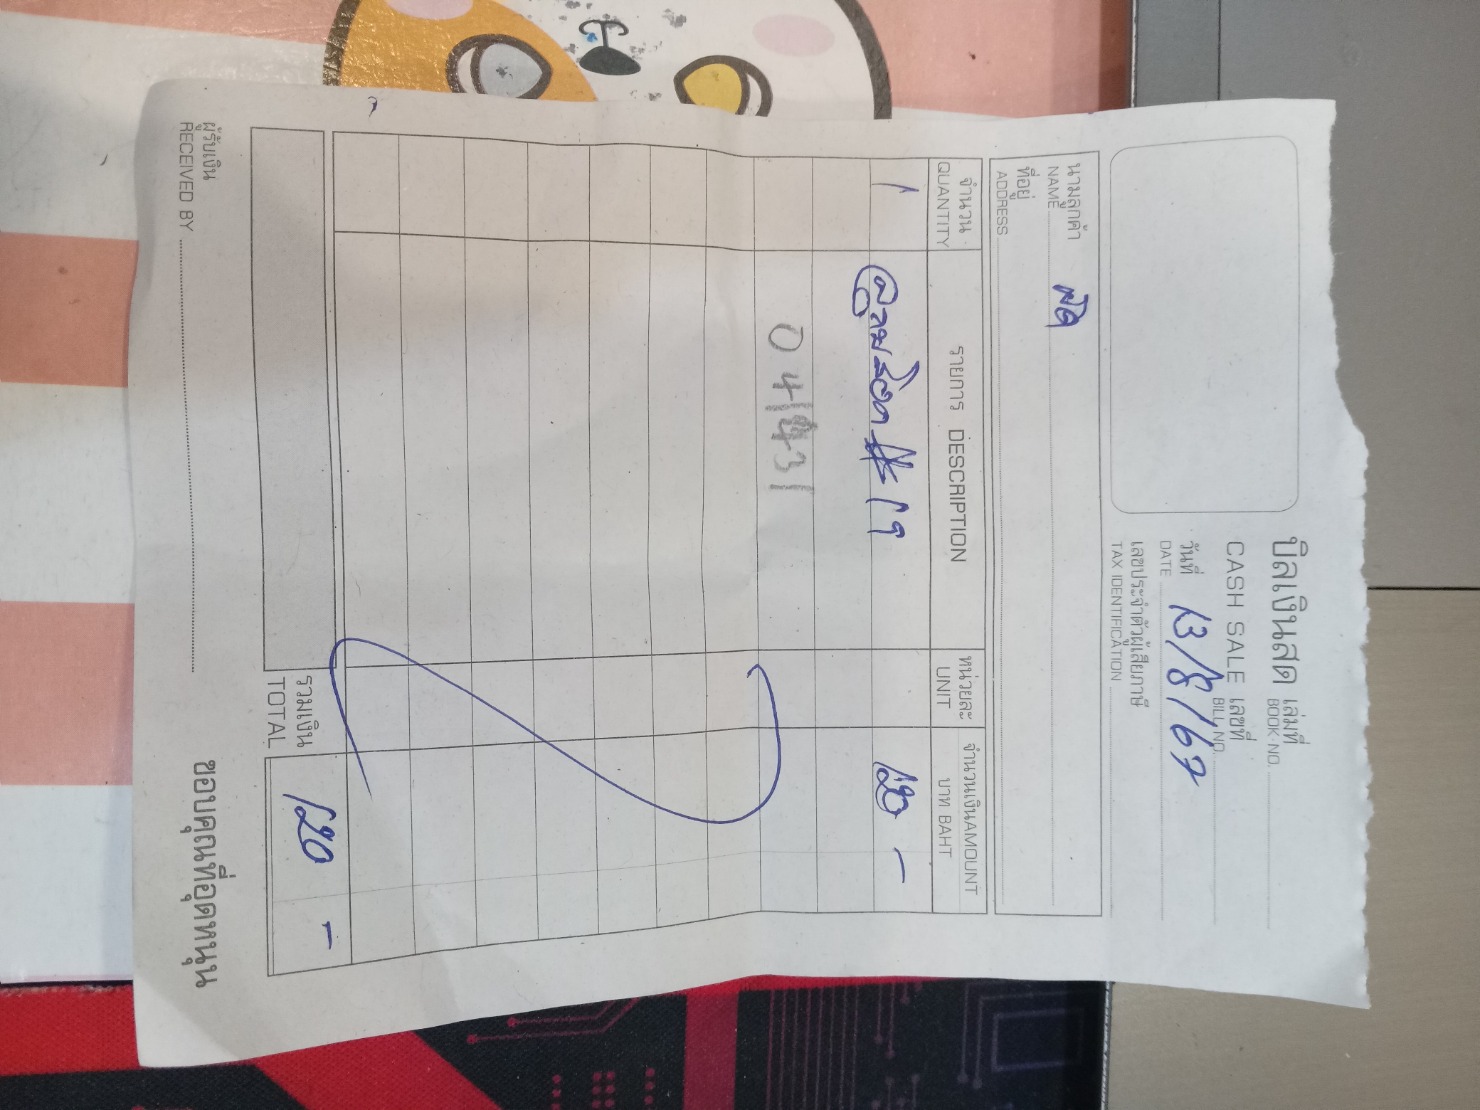 บิลเงินสด เล่มที่
BOOK NO.
CASH SALE เลขที่
BILL NO.
วันที่ 13/8/67
DATE
เลขประจำตัวผู้เสียภาษี
TAX IDENTIFICATION
นามลูกค้า สด
NAME
ที่อยู่
ADDRESS
จำนวน รายการ DESCRIPTION หน่วยละ จำนวนเงิน AMOUNT
QUANTITY UNIT บาท BAHT
1 #19 120 -
04431
รวมเงิน 120 -
TOTAL
ผู้รับเงิน
RECEIVED BY
ขอบคุณที่อุดหนุน